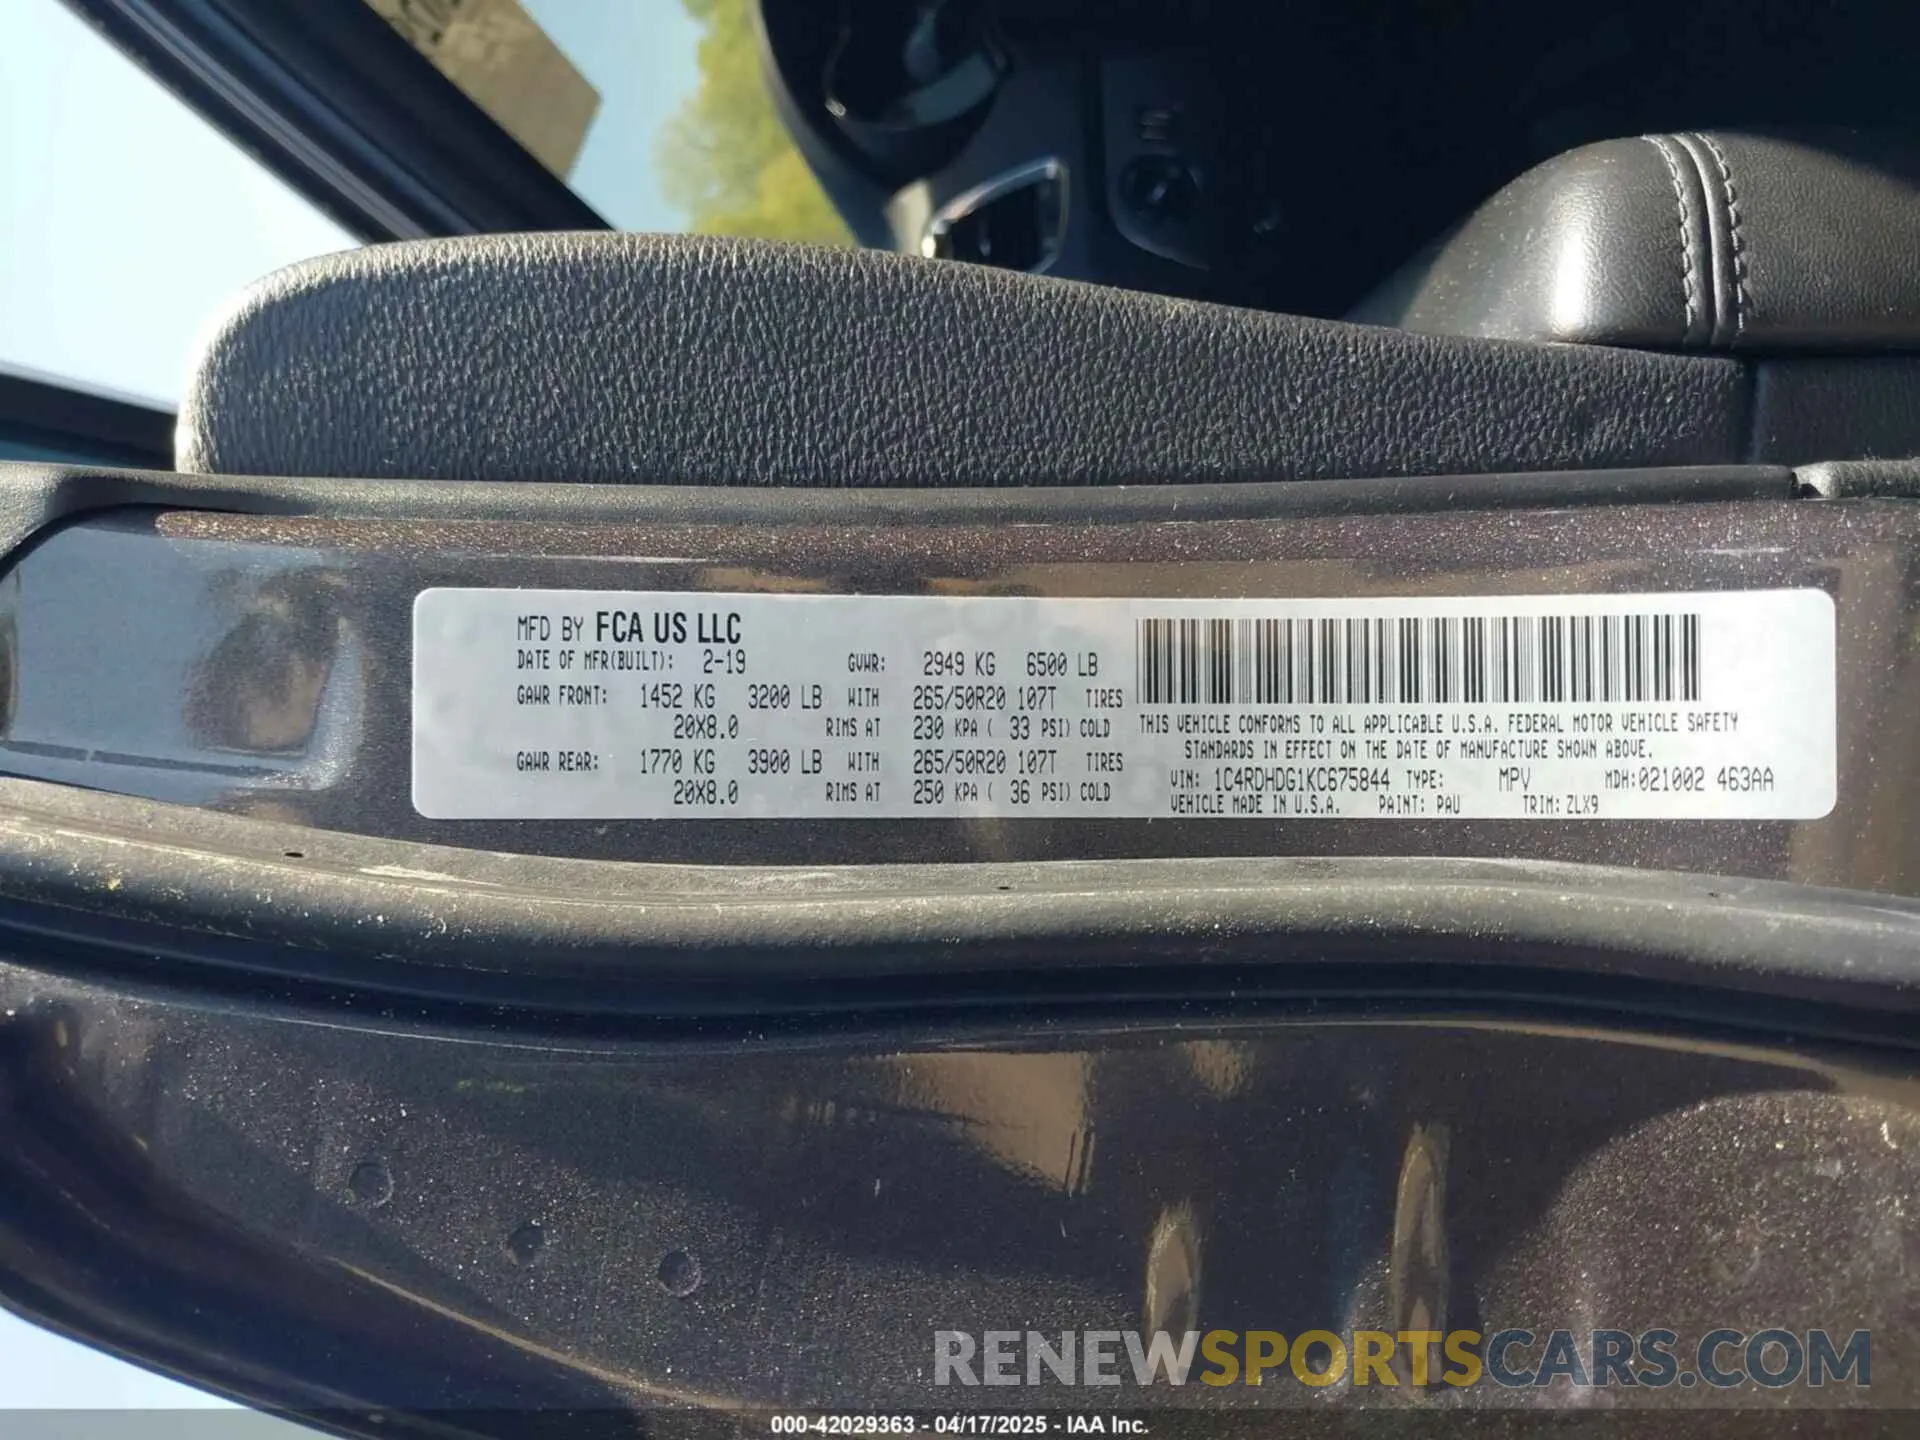 MFD BY FCA US LLC
DATE OF MFR(BUILT): 2-19 GVWR: 2949 KG 6500 LB
GAWR FRONT: 1452 KG 3200 LB WITH 265/50R20 107T TIRES
20X8.0 RIMS AT 230 KPA ( 33 PSI) COLD
GAWR REAR: 1770 KG 3900 LB WITH 265/50R20 107T TIRES
20X8.0 RIMS AT 250 KPA ( 36 PSI) COLD
THIS VEHICLE CONFORMS TO ALL APPLICABLE U.S.A. FEDERAL MOTOR VEHICLE SAFETY
STANDARDS IN EFFECT ON THE DATE OF MANUFACTURE SHOWN ABOVE.
VIN: 1C4RDHDG1KC675844 TYPE: MPV MDH:021002 463AA
VEHICLE MADE IN U.S.A. PAINT: PAU TRIM: ZLX9
RENEWSPORTSCARS.COM
000-42029363 - 04/17/2025 - IAA Inc.